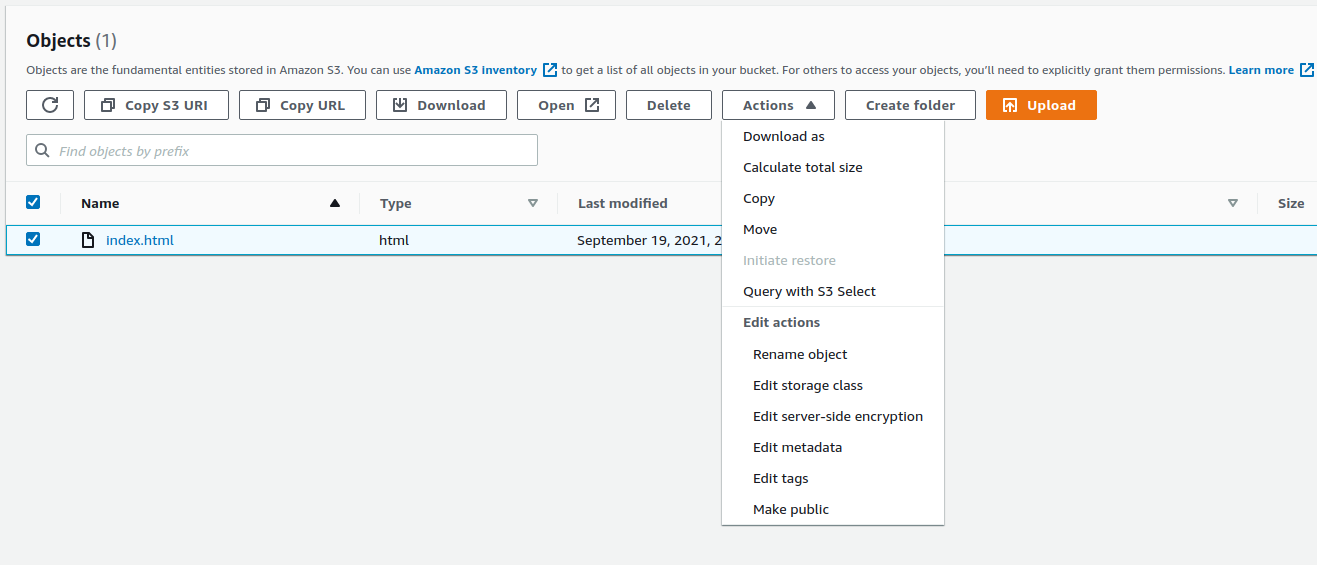 Objects (1)
Objects are the fundamental entities stored in Amazon S3. You can use Amazon S3 inventory to get a list of all objects in your bucket. For others to access your objects, you'll need to explicitly grant them permissions. Learn more
Copy S3 URI Copy URL Download Open Delete Actions Create folder Upload
Find objects by prefix
Name Type Last modified Size
index.html html September 19, 2021, 2
Download as
Calculate total size
Copy
Move
Initiate restore
Query with S3 Select
Edit actions
Rename object
Edit storage class
Edit server-side encryption
Edit metadata
Edit tags
Make public